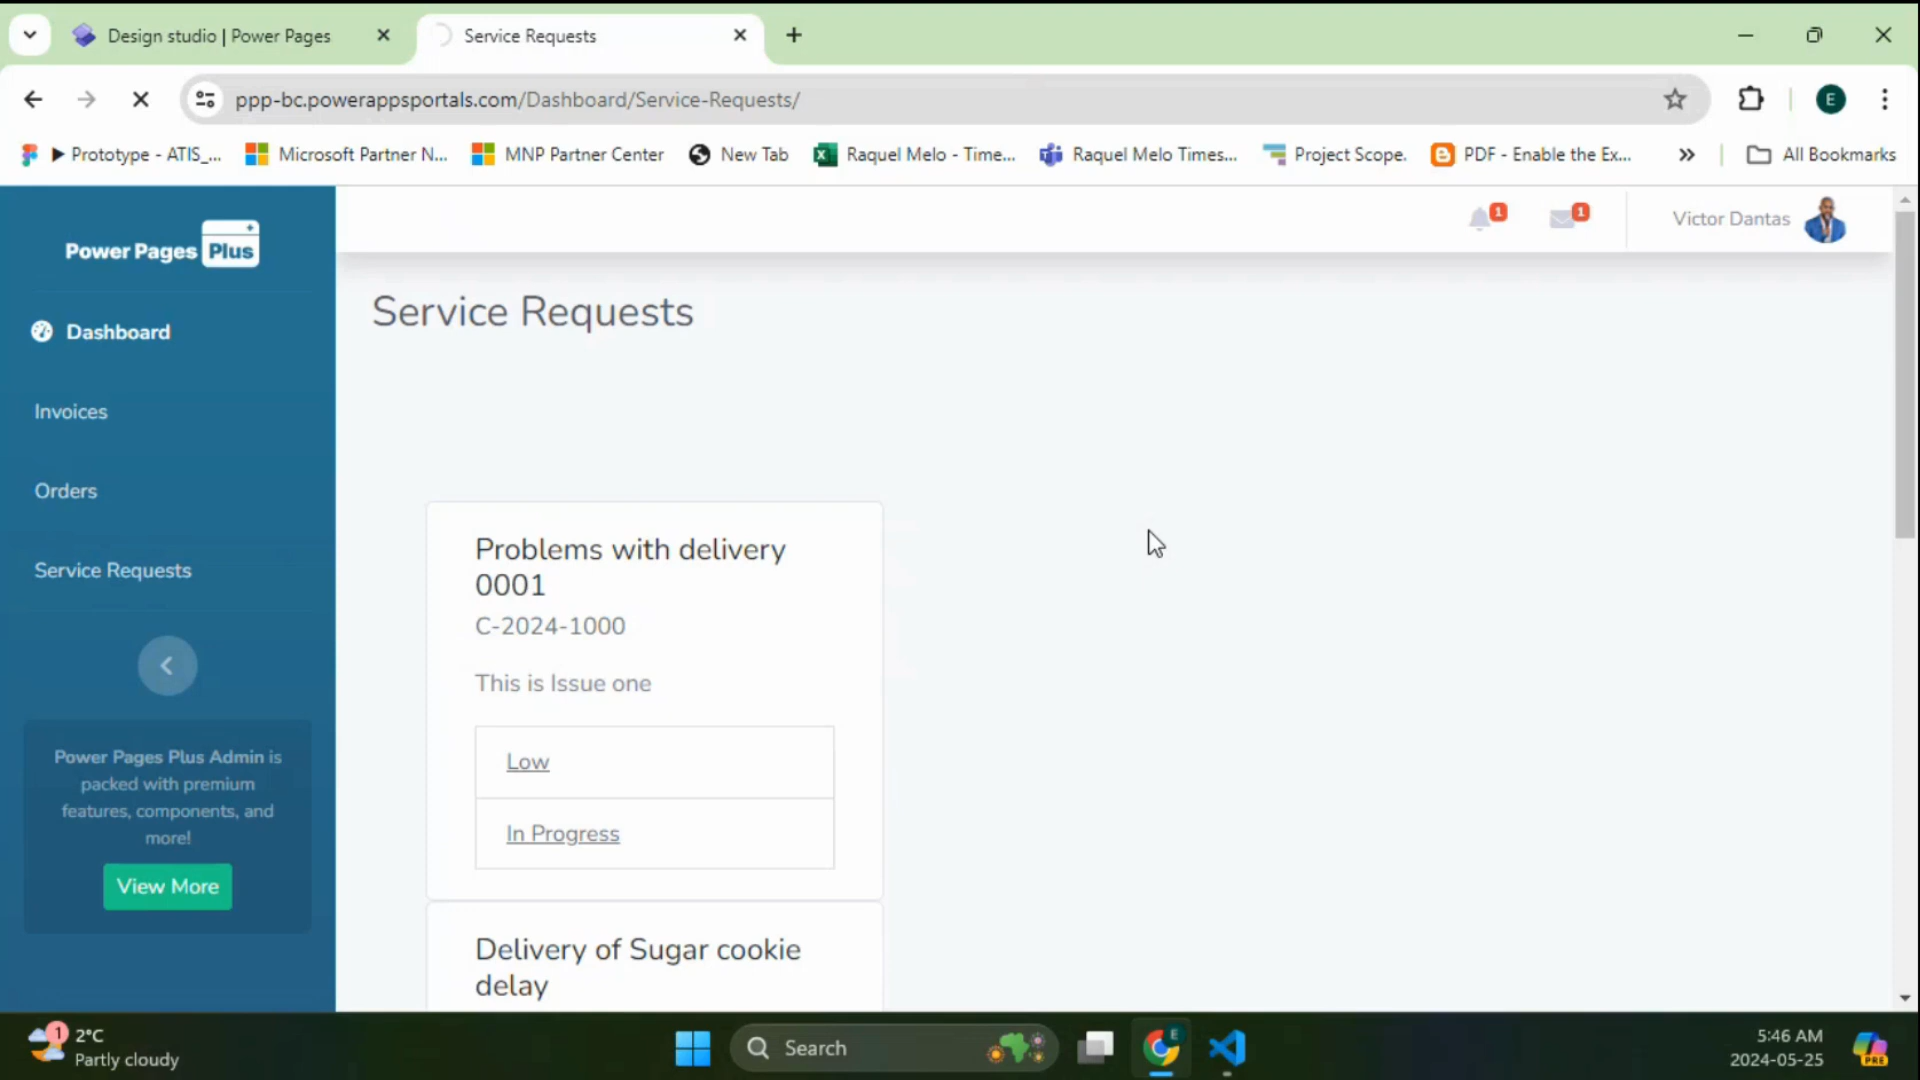 Design studio | Power Pages
Service Requests
ppp-bc.powerappsportals.com/Dashboard/Service-Requests/
E
Prototype - ATIS_...
Microsoft Partner N...
MNP Partner Center
New Tab
Raquel Melo - Time...
Raquel Melo Times...
Project Scope.
PDF - Enable the Ex...
All Bookmarks
Power Pages Plus
1
1
Victor Dantas
Dashboard
Invoices
Orders
Service Requests
Power Pages Plus Admin is
packed with premium
features, components, and
more!
View More
Service Requests
Problems with delivery
0001
C-2024-1000
This is Issue one
Low
In Progress
Delivery of Sugar cookie
delay
1
2°C
Partly cloudy
Search
E
5:46 AM
2024-05-25
PRE